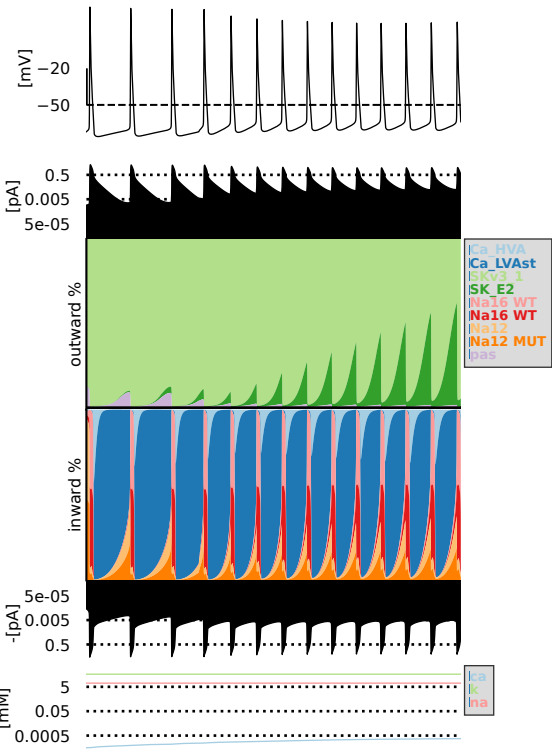 [mV]
−20
−50
[pA]
0.5
0.005
5e-05
outward %
Ca_HVA
Ca_LVAst
SKv3_1
SK_E2
Na16 WT
Na16 WT
Na12
Na12 MUT
pas
inward %
-[pA]
5e-05
0.005
0.5
[mM]
5
0.05
0.0005
ca
k
na